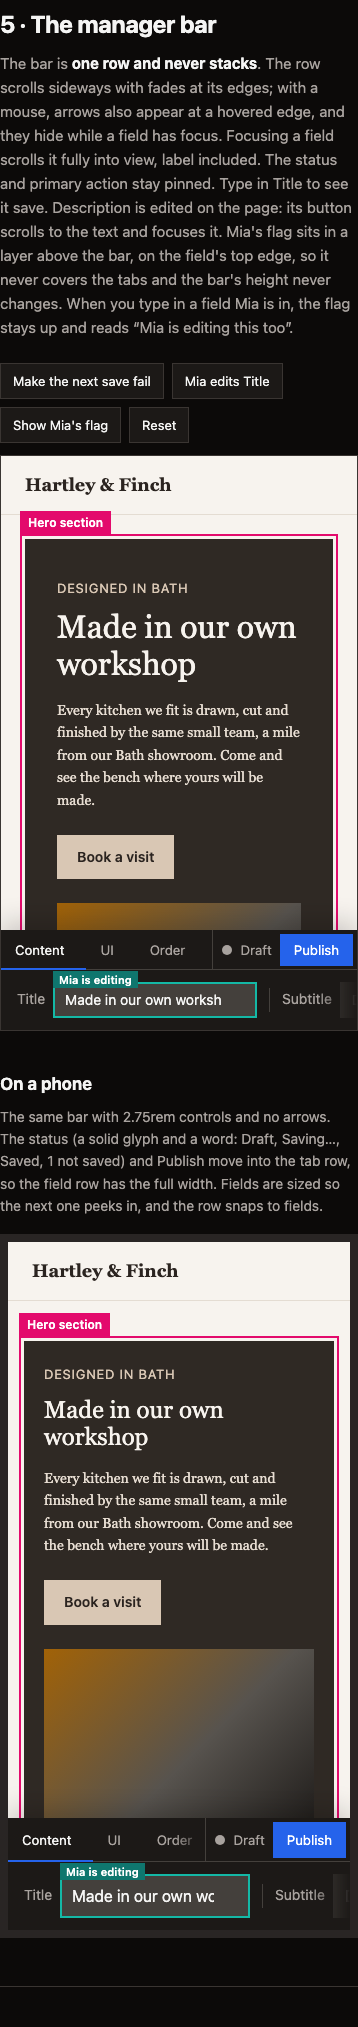 5 · The manager bar
The bar is one row and never stacks. The row
scrolls sideways with fades at its edges; with a
mouse, arrows also appear at a hovered edge, and
they hide while a field has focus. Focusing a field
scrolls it fully into view, label included. The status
and primary action stay pinned. Type in Title to see
it save. Description is edited on the page: its button
scrolls to the text and focuses it. Mia's flag sits in a
layer above the bar, on the field's top edge, so it
never covers the tabs and the bar's height never
changes. When you type in a field Mia is in, the flag
stays up and reads “Mia is editing this too”.
Make the next save fail
Mia edits Title
Show Mia's flag
Reset
Hartley & Finch
Hero section
DESIGNED IN BATH
Made in our own
workshop
Every kitchen we fit is drawn, cut and
finished by the same small team, a mile
from our Bath showroom. Come and
see the bench where yours will be
made.
Book a visit
Content UI Order Draft Publish
Mia is editing
Title Made in our own worksh Subtitle
On a phone
The same bar with 2.75rem controls and no arrows.
The status (a solid glyph and a word: Draft, Saving…,
Saved, 1 not saved) and Publish move into the tab row,
so the field row has the full width. Fields are sized so
the next one peeks in, and the row snaps to fields.
Hartley & Finch
Hero section
DESIGNED IN BATH
Made in our own
workshop
Every kitchen we fit is drawn, cut and
finished by the same small team, a mile
from our Bath showroom. Come and see
the bench where yours will be made.
Book a visit
Content UI Order Draft Publish
Mia is editing
Title Made in our own wc Subtitle